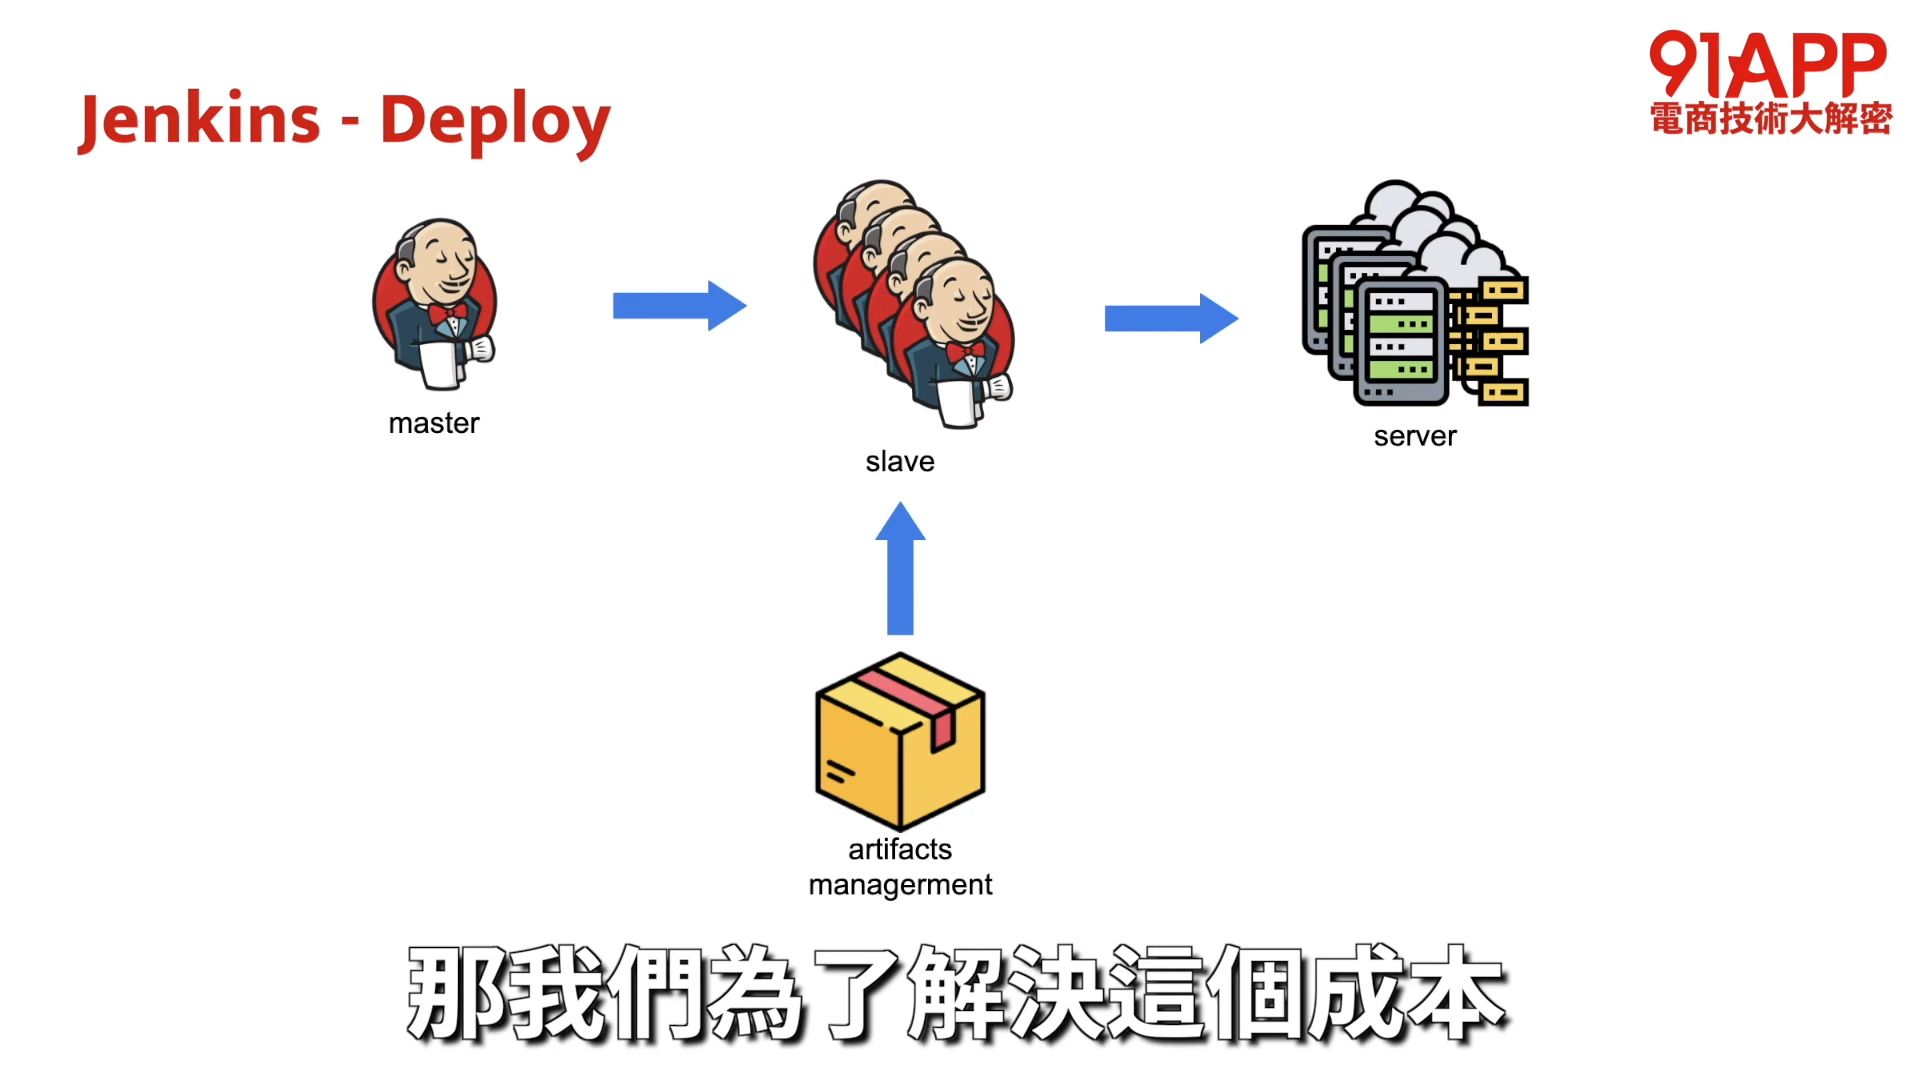 91APP
電商技術大解密
Jenkins - Deploy
master
slave
server
artifacts
managerment
那我們為了解決這個成本